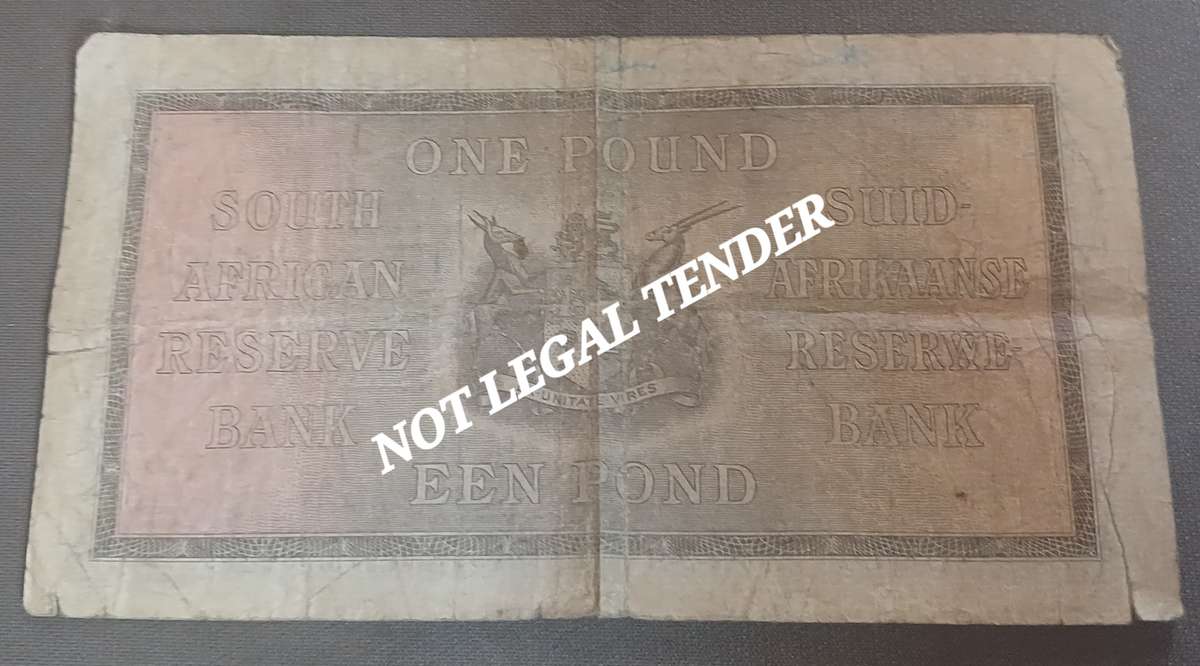 ONE POUND
SOUTH
AFRICAN
RESERVE
BANK
SUID-
AFRIKAANSE
RESERWE-
BANK
UNITATE VIRES
EEN POND
NOT LEGAL TENDER